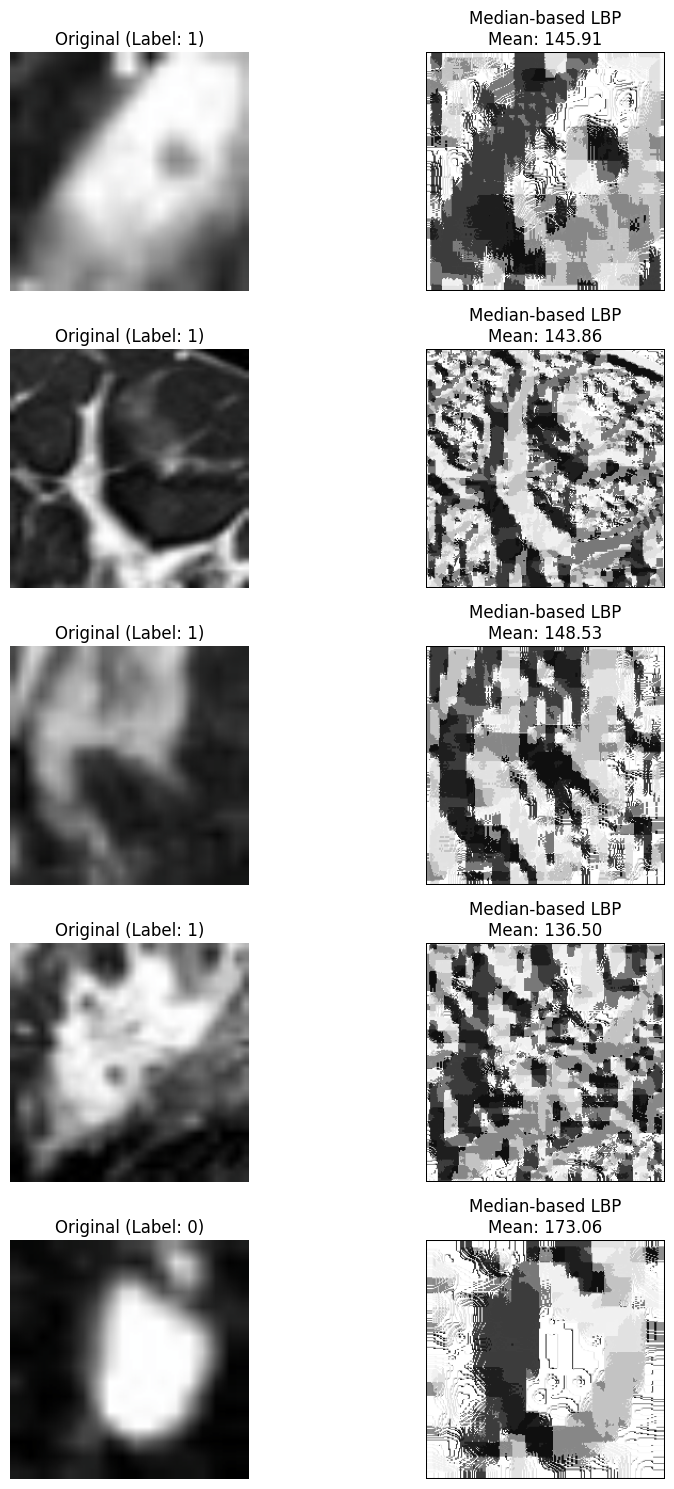 Original (Label: 1)
Median-based LBP
Mean: 145.91
Original (Label: 1)
Median-based LBP
Mean: 143.86
Original (Label: 1)
Median-based LBP
Mean: 148.53
Original (Label: 1)
Median-based LBP
Mean: 136.50
Original (Label: 0)
Median-based LBP
Mean: 173.06